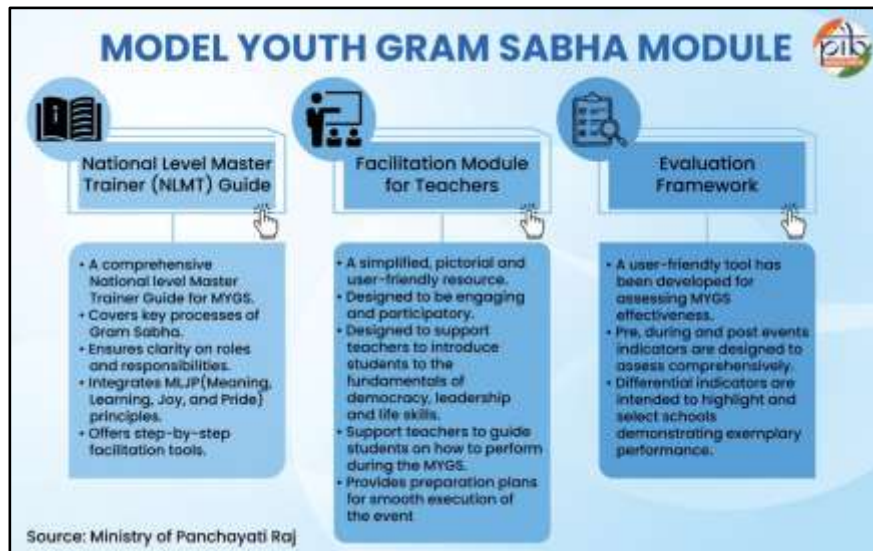 MODEL YOUTH GRAM SABHA MODULE
pib
National Level Master
Trainer (NLMT) Guide
• A comprehensive
National level Master
Trainer Guide for MYGS.
• Covers key processes of
Gram Sabha.
• Ensures clarity on roles
and responsibilities.
• Integrates MLJP(Meaning,
Learning, Joy, and Pride)
principles.
• Offers step-by-step
facilitation tools.
Facilitation Module
for Teachers
• A simplified, pictorial and
user-friendly resource.
• Designed to be engaging
and participatory.
• Designed to support
teachers to introduce
students to the
fundamentals of
democracy, leadership
and life skills.
• Support teachers to guide
students on how to perform
during the MYGS.
• Provides preparation plans
for smooth execution of
the event
Evaluation
Framework
• A user-friendly tool has
been developed for
assessing MYGS
effectiveness.
• Pre, during and post events
indicators are designed to
assess comprehensively.
• Differential indicators are
intended to highlight and
select schools
demonstrating exemplary
performance.
Source: Ministry of Panchayati Raj